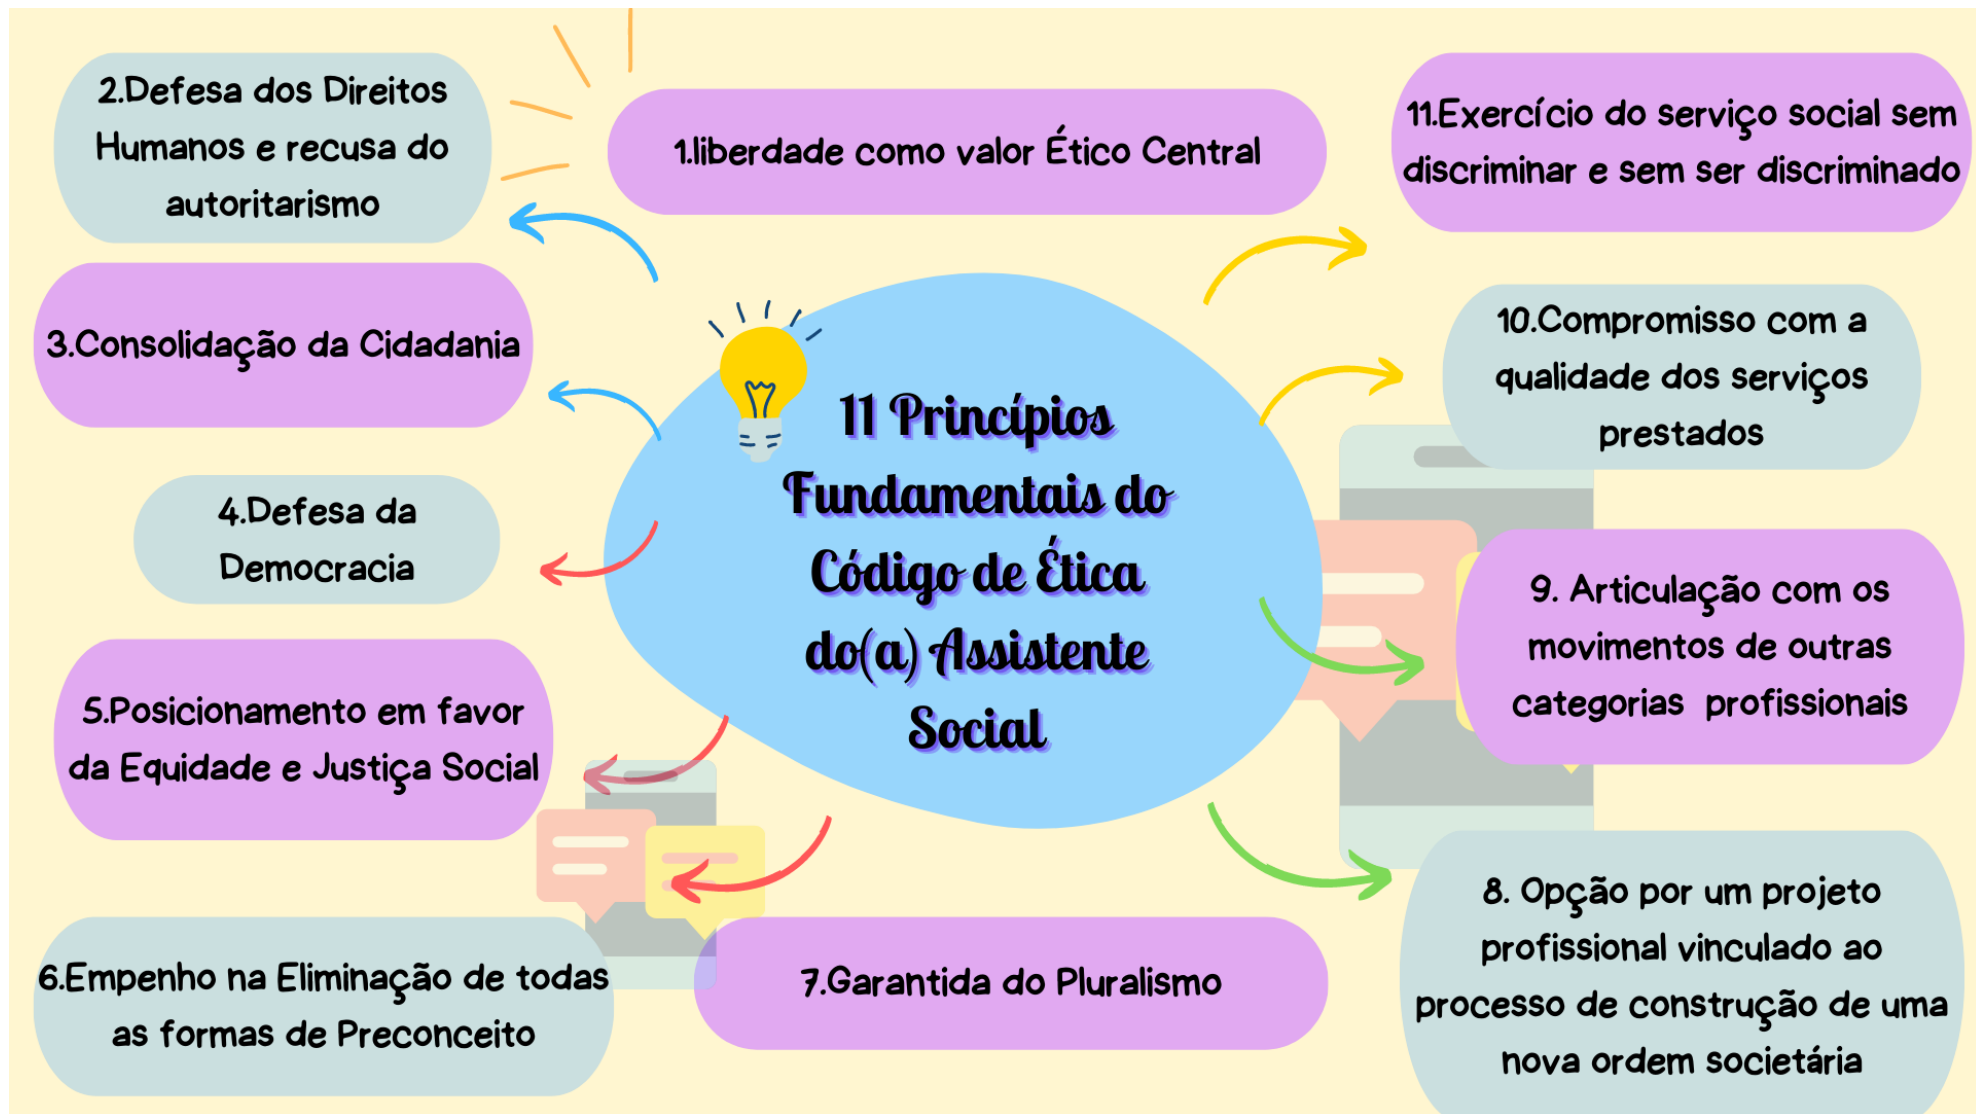 11 Princípios
Fundamentais do
Código de Ética
do(a) Assistente
Social
1.liberdade como valor Ético Central
2.Defesa dos Direitos
Humanos e recusa do
autoritarismo
3.Consolidação da Cidadania
4.Defesa da
Democracia
5.Posicionamento em favor
da Equidade e Justiça Social
6.Empenho na Eliminação de todas
as formas de Preconceito
7.Garantida do Pluralismo
8. Opção por um projeto
profissional vinculado ao
processo de construção de uma
nova ordem societária
9. Articulação com os
movimentos de outras
categorias profissionais
10.Compromisso com a
qualidade dos serviços
prestados
11.Exercício do serviço social sem
discriminar e sem ser discriminado